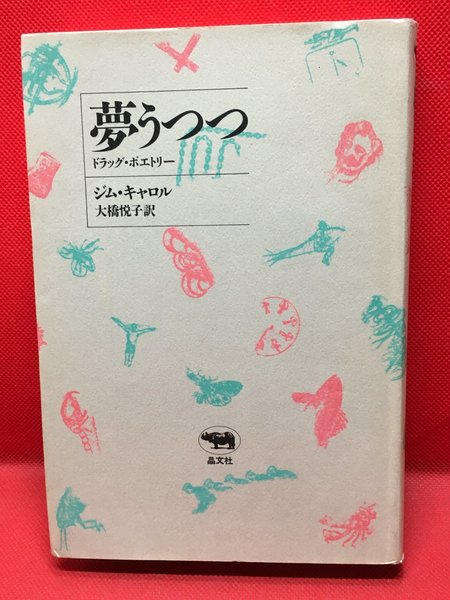 夢うつつ
ドラッグ・ポエトリー
ジム・キャロル
大橋悦子訳
晶文社